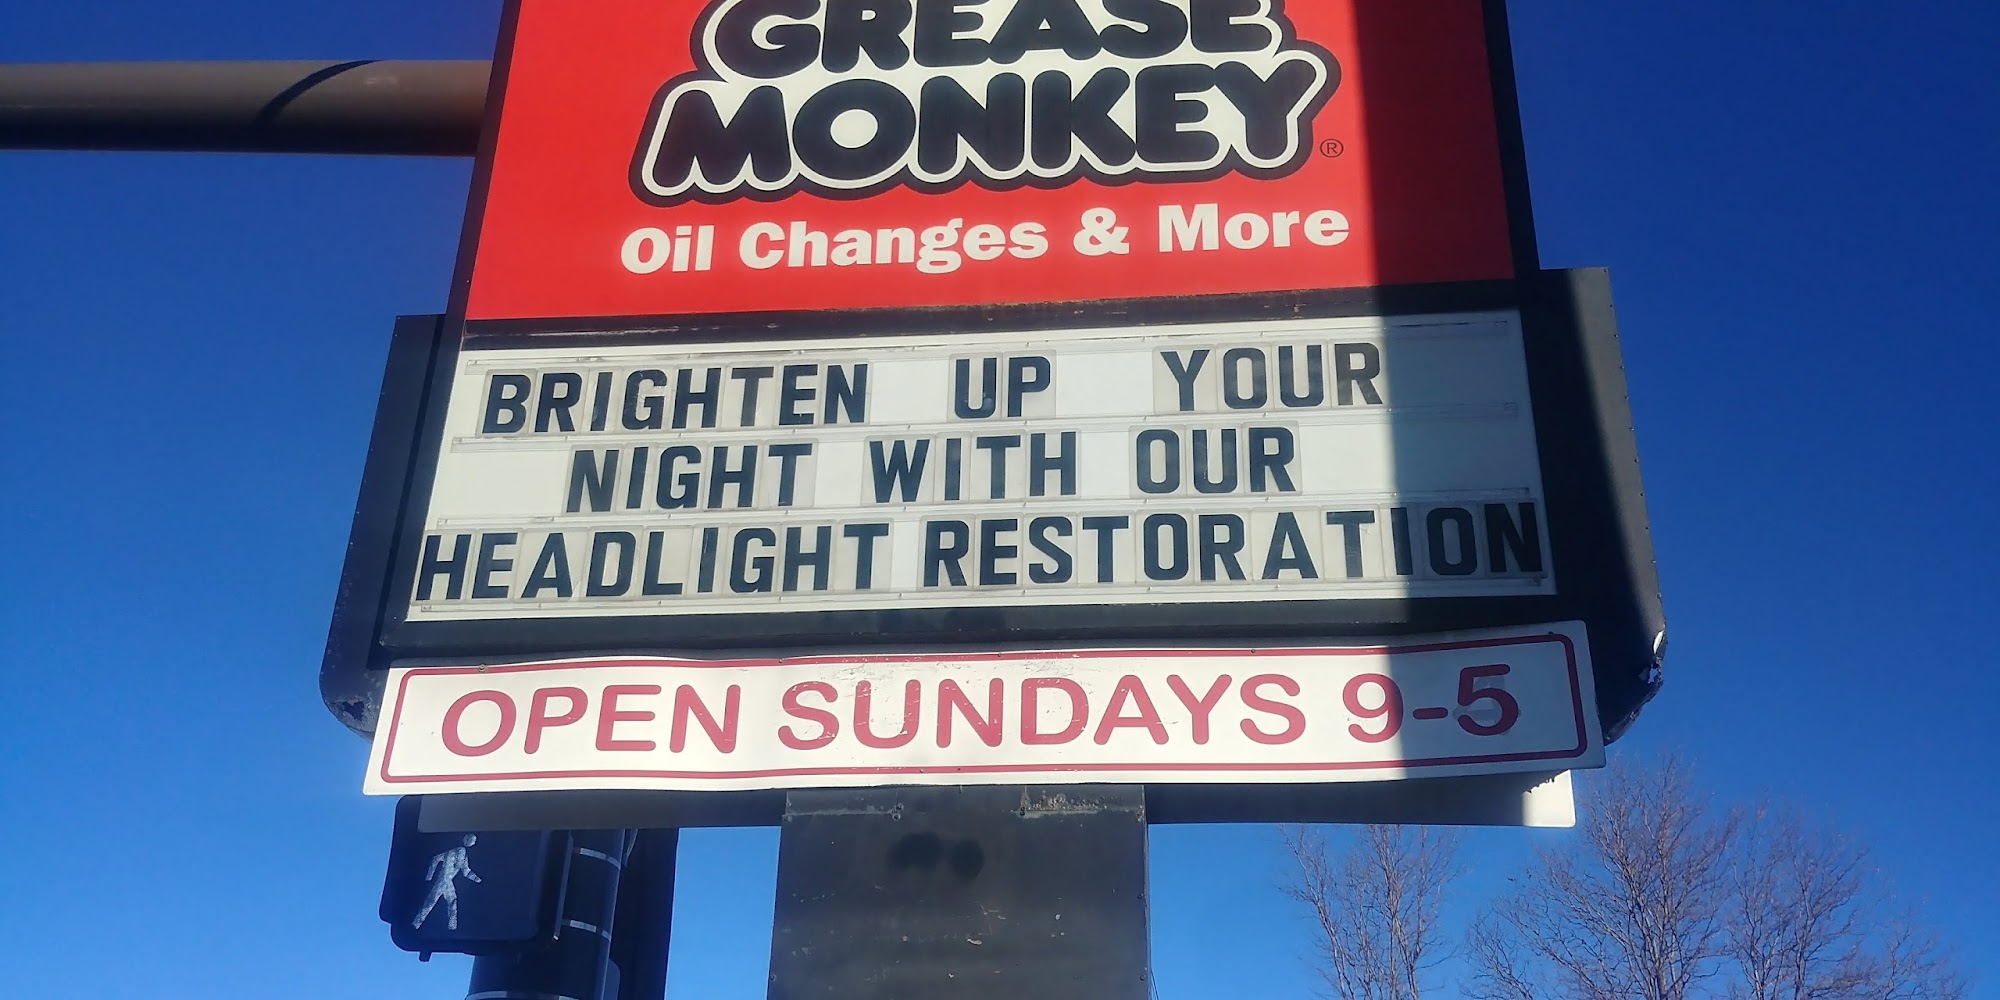 GREASE
MONKEY®
Oil Changes & More
BRIGHTEN UP YOUR
NIGHT WITH OUR
HEADLIGHT RESTORATION
OPEN SUNDAYS 9-5